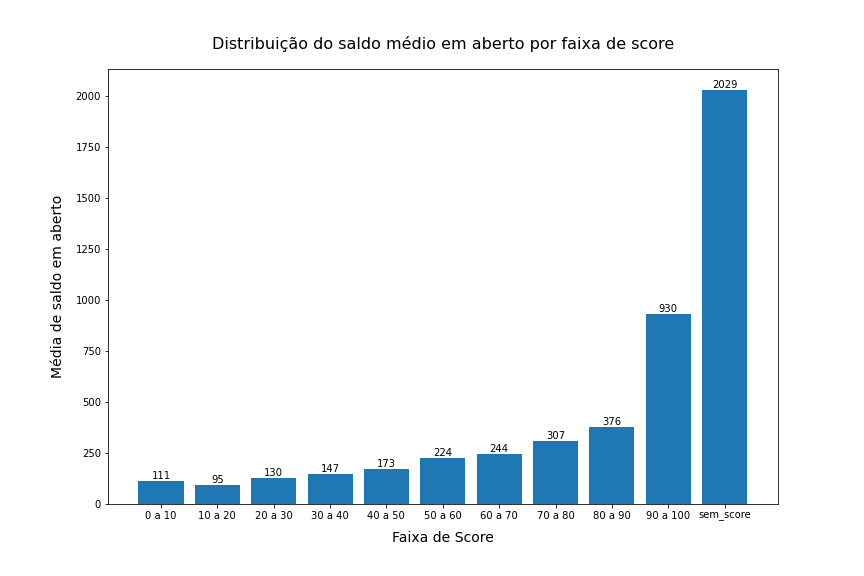 Distribuição do saldo médio em aberto por faixa de score
Média de saldo em aberto
2000
1750
1500
1250
1000
750
500
250
0
111
95
130
147
173
224
244
307
376
930
2029
0 a 10
10 a 20
20 a 30
30 a 40
40 a 50
50 a 60
60 a 70
70 a 80
80 a 90
90 a 100
sem_score
Faixa de Score